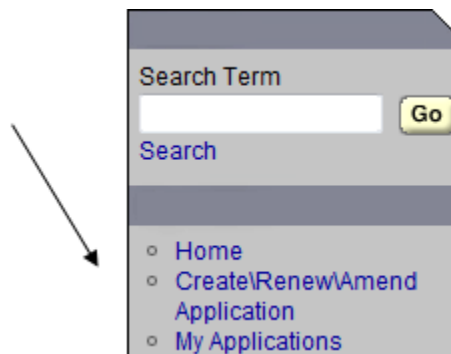 Search Term
Go
Search
Home
Create\Renew\Amend
Application
My Applications